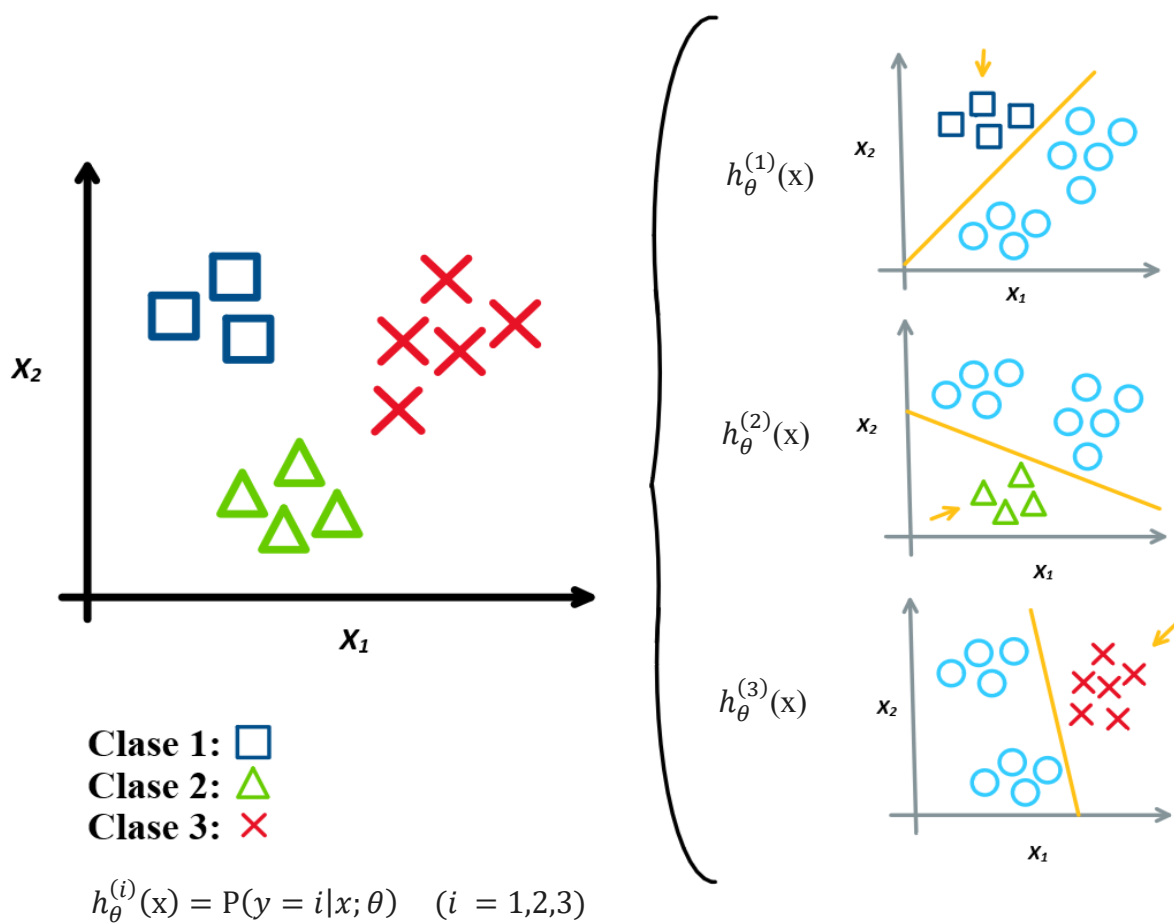 X₂
X₁
Clase 1:
Clase 2:
Clase 3:
h_θ^(i)(x) = P(y = i|x; θ) (i = 1,2,3)
h_θ^(1)(x)
X₂
X₁
h_θ^(2)(x)
X₂
X₁
h_θ^(3)(x)
X₂
X₁